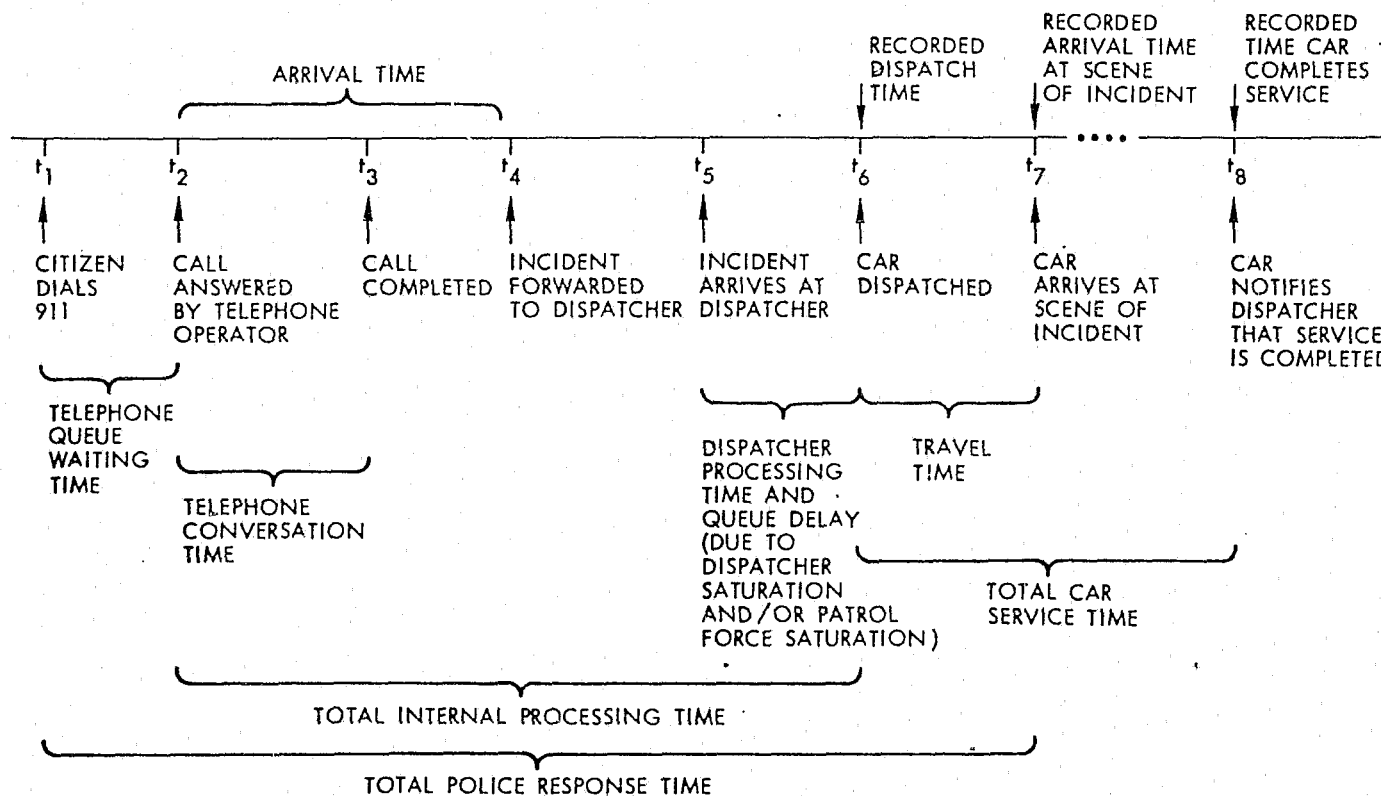 ARRIVAL TIME
RECORDED
DISPATCH
TIME
RECORDED
ARRIVAL TIME
AT SCENE
OF INCIDENT
RECORDED
TIME CAR
COMPLETES
SERVICE
t1
t2
t3
t4
t5
t6
t7
t8
CITIZEN
DIALS
911
CALL
ANSWERED
BY TELEPHONE
OPERATOR
CALL
COMPLETED
INCIDENT
FORWARDED
TO DISPATCHER
INCIDENT
ARRIVES AT
DISPATCHER
CAR
DISPATCHED
CAR
ARRIVES AT
SCENE OF
INCIDENT
CAR
NOTIFIES
DISPATCHER
THAT SERVICE
IS COMPLETED
TELEPHONE
QUEUE
WAITING
TIME
TELEPHONE
CONVERSATION
TIME
DISPATCHER
PROCESSING
TIME AND
QUEUE DELAY
(DUE TO
DISPATCHER
SATURATION
AND/OR PATROL
FORCE SATURATION)
TRAVEL
TIME
TOTAL CAR
SERVICE TIME
TOTAL INTERNAL PROCESSING TIME
TOTAL POLICE RESPONSE TIME